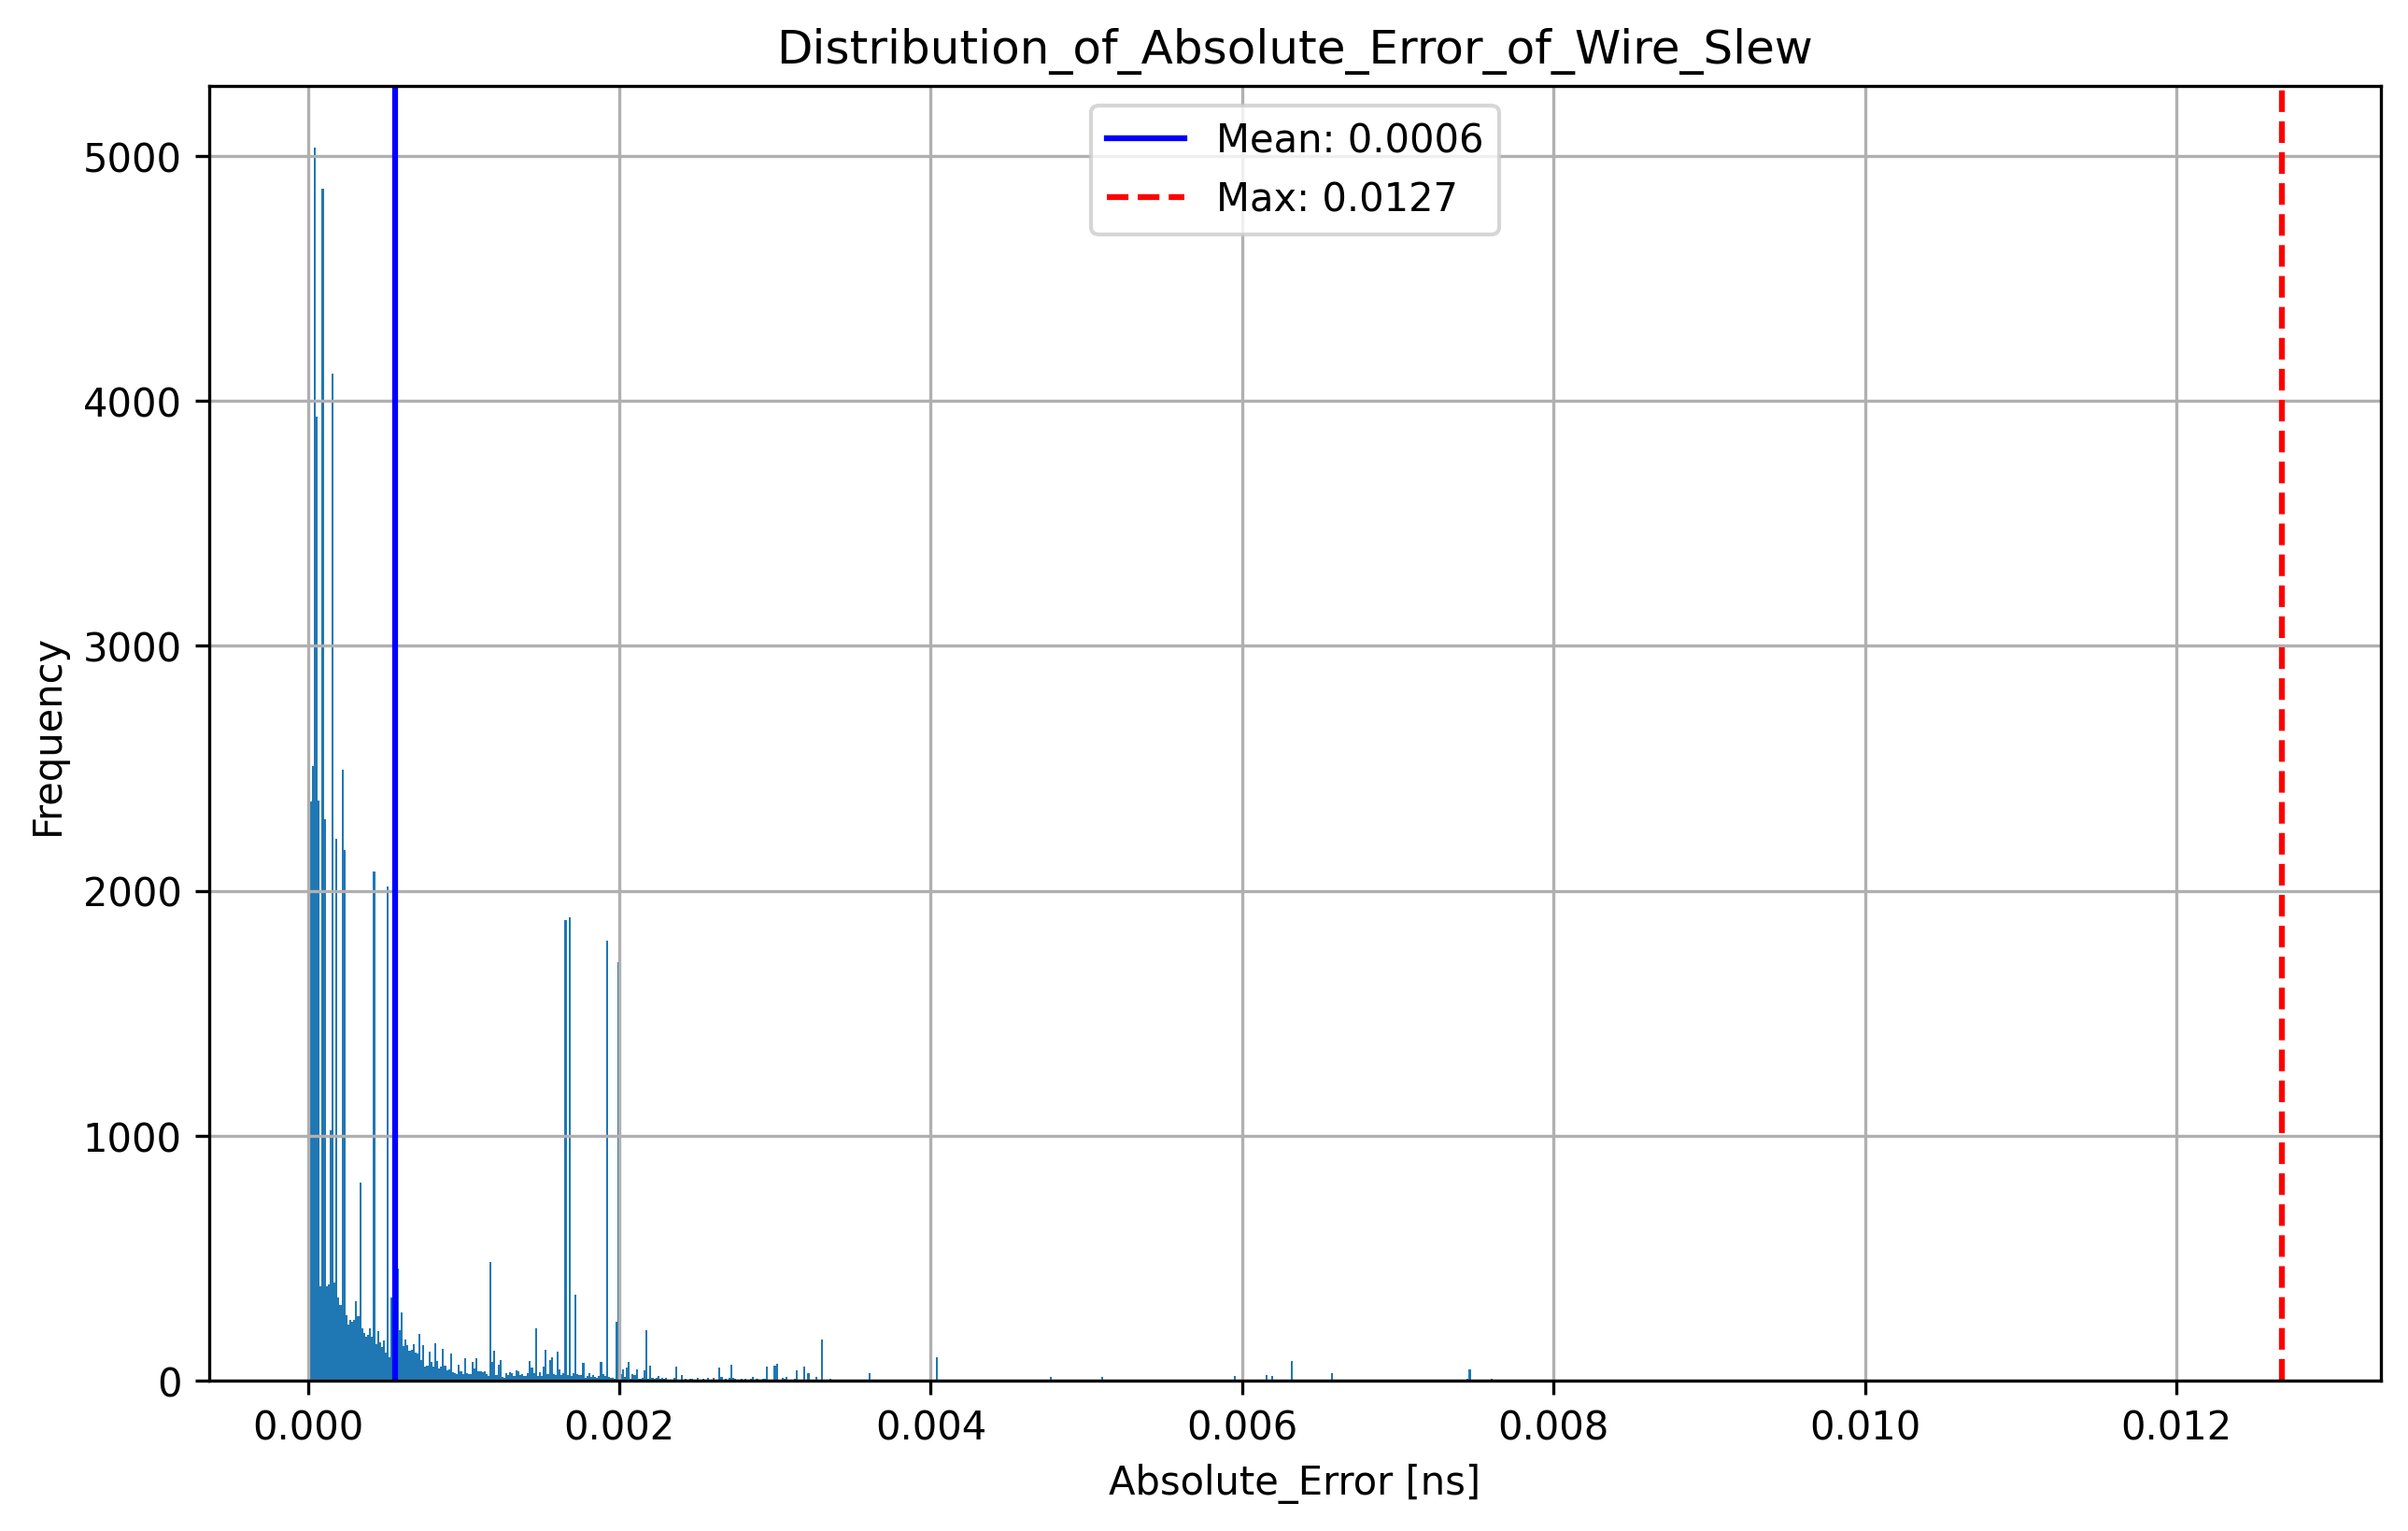 Distribution_of_Absolute_Error_of_Wire_Slew
Mean: 0.0006
Max: 0.0127
5000
4000
3000
2000
1000
0
Frequency
0.000
0.002
0.004
0.006
0.008
0.010
0.012
Absolute_Error [ns]